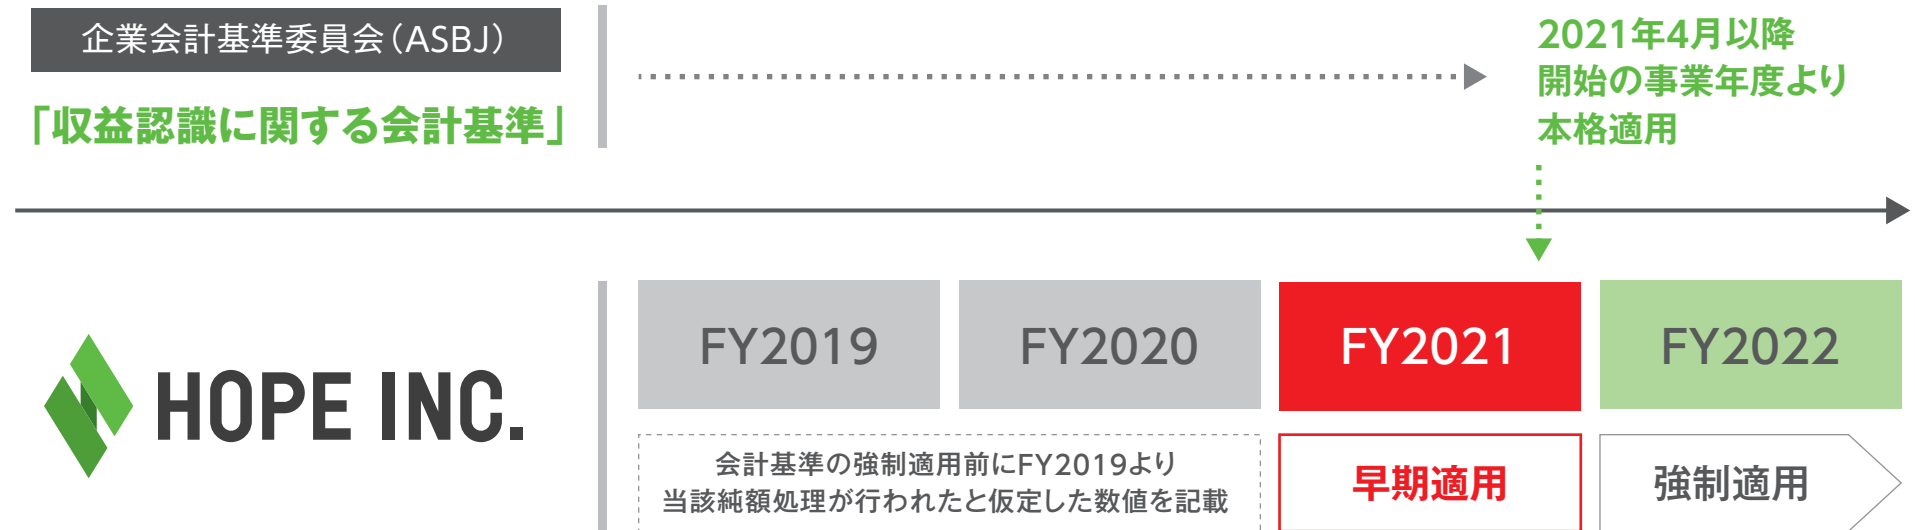 企業会計基準委員会（ASBJ）
「収益認識に関する会計基準」
2021年4月以降
開始の事業年度より
本格適用
HOPE INC.
FY2019
FY2020
FY2021
FY2022
会計基準の強制適用前にFY2019より
当該純額処理が行われたと仮定した数値を記載
早期適用
強制適用